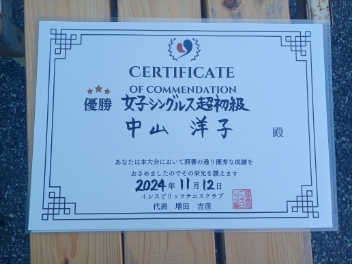 CERTIFICATE
OF COMMENDATION
優勝 女子シングルス超初級
中山 洋子 殿
あなたは本大会において頭書の通り優秀な成績を
おさめましたのでその栄光を讃えます
2024年11月12日
インスピリッツテニスクラブ
代表 増田 吉彦